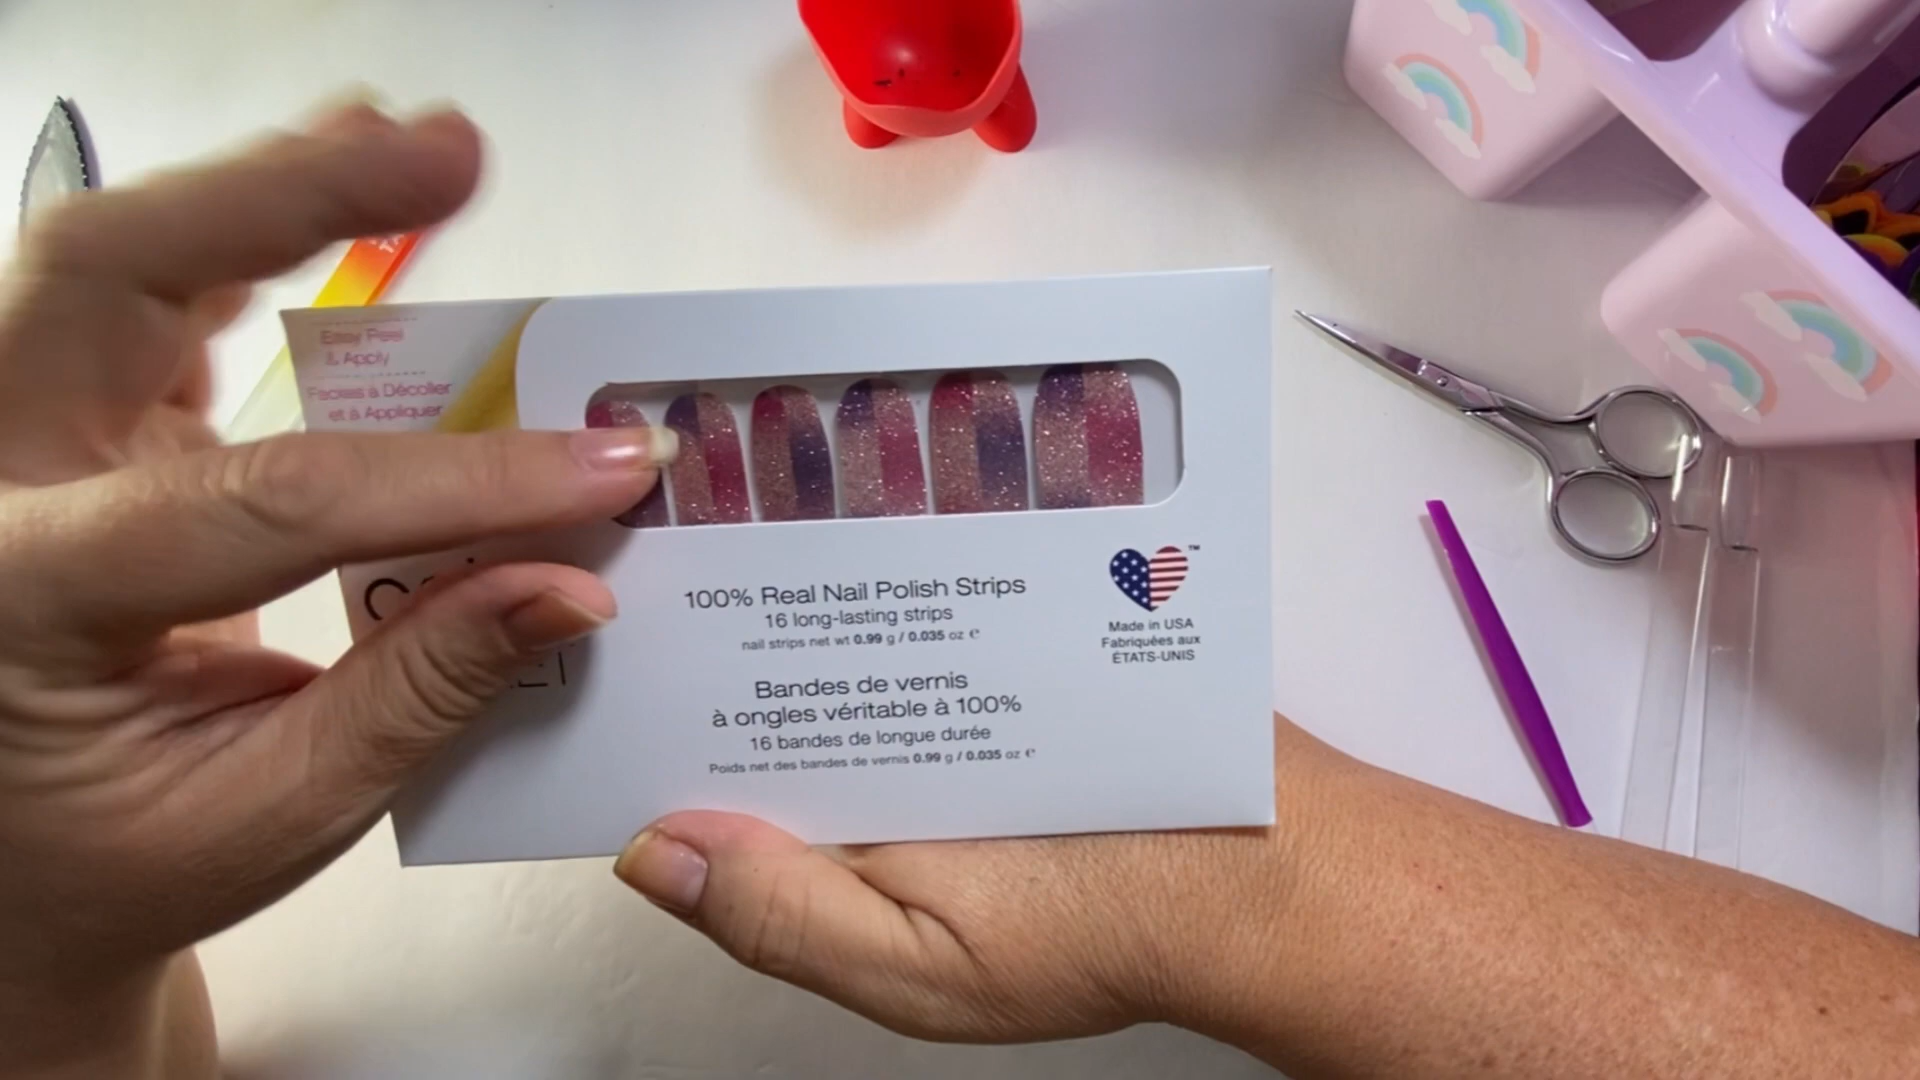 Easy Peel
& Apply
Faciles à Décoller
et à Appliquer
100% Real Nail Polish Strips
16 long-lasting strips
nail strips net wt 0.99 g / 0.035 oz ℮
Bandes de vernis
à ongles véritable à 100%
16 bandes de longue durée
Poids net des bandes de vernis 0.99 g / 0.035 oz ℮
TM
Made in USA
Fabriquées aux
ÉTATS-UNIS